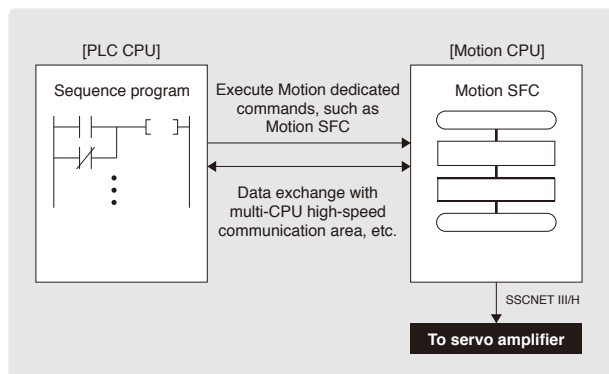 [PLC CPU]
[Motion CPU]
Sequence program
Execute Motion dedicated
commands, such as
Motion SFC
Data exchange with
multi-CPU high-speed
communication area, etc.
Motion SFC
SSCNET III/H
To servo amplifier